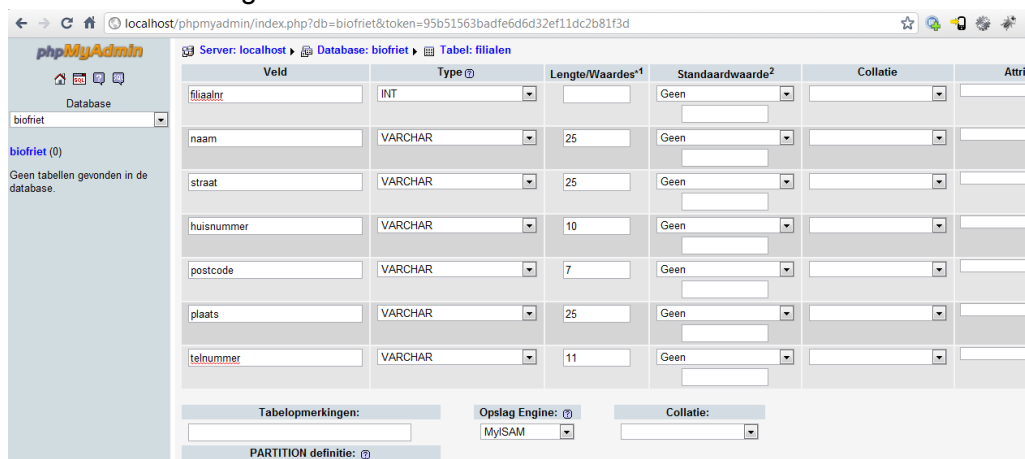 localhost/phpmyadmin/index.php?db=biofriet&token=95b51563badfe6d6d32ef11dc2b81f3d
phpMyAdmin
Server: localhost Database: biofriet Tabel: filialen
Database
biofriet
biofriet (0)
Geen tabellen gevonden in de
database.
Veld Type Lengte/Waardes*1 Standaardwaarde2 Collatie Attri
filiaalnr INT Geen
naam VARCHAR 25 Geen
straat VARCHAR 25 Geen
huisnummer VARCHAR 10 Geen
postcode VARCHAR 7 Geen
plaats VARCHAR 25 Geen
telnummer VARCHAR 11 Geen
Tabelopmerkingen: Opslag Engine: Collatie:
MyISAM
PARTITION definitie: